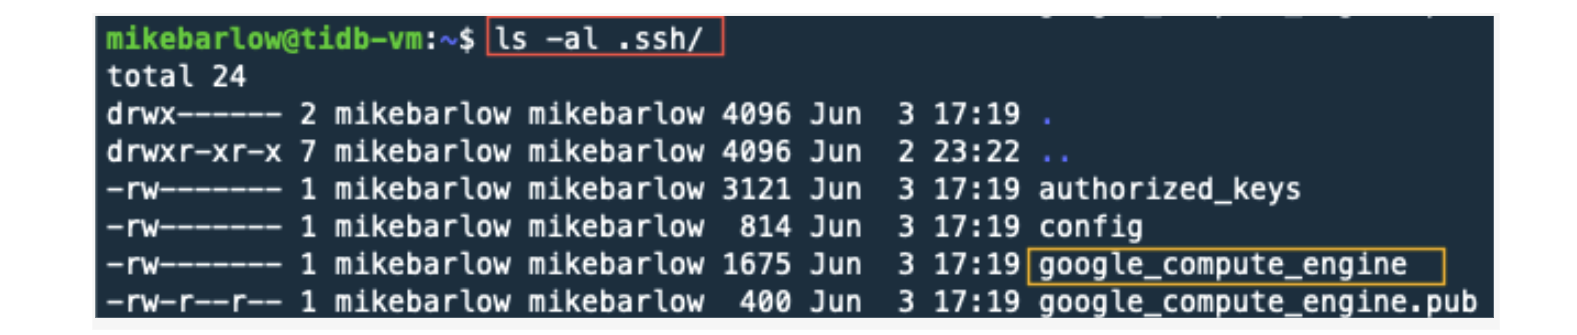 mikebarlow@tidb-vm:~$ ls -al .ssh/
total 24
drwx------ 2 mikebarlow mikebarlow 4096 Jun  3 17:19 .
drwxr-xr-x 7 mikebarlow mikebarlow 4096 Jun  2 23:22 ..
-rw------- 1 mikebarlow mikebarlow 3121 Jun  3 17:19 authorized_keys
-rw------- 1 mikebarlow mikebarlow  814 Jun  3 17:19 config
-rw------- 1 mikebarlow mikebarlow 1675 Jun  3 17:19 google_compute_engine
-rw-r--r-- 1 mikebarlow mikebarlow  400 Jun  3 17:19 google_compute_engine.pub